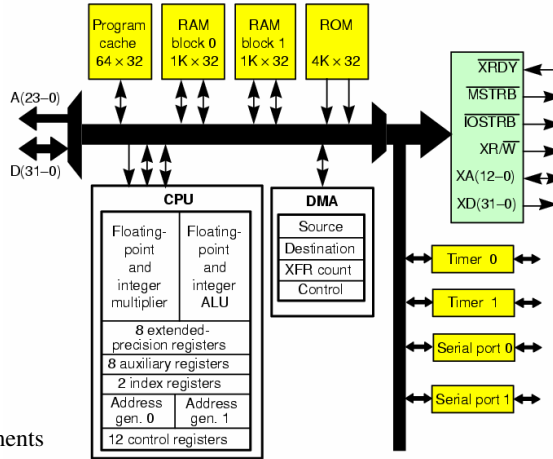 Program
cache
64 × 32
RAM
block 0
1K × 32
RAM
block 1
1K × 32
ROM
4K × 32
A(23–0)
D(31–0)
XRDY
MSTRB
IOSTRB
XR/W
XA(12–0)
XD(31–0)
CPU
Floating-
point
and
integer
multiplier
Floating-
point
and
integer
ALU
8 extended-
precision registers
8 auxiliary registers
2 index registers
Address
gen. 0
Address
gen. 1
12 control registers
DMA
Source
Destination
XFR count
Control
Timer 0
Timer 1
Serial port 0
Serial port 1